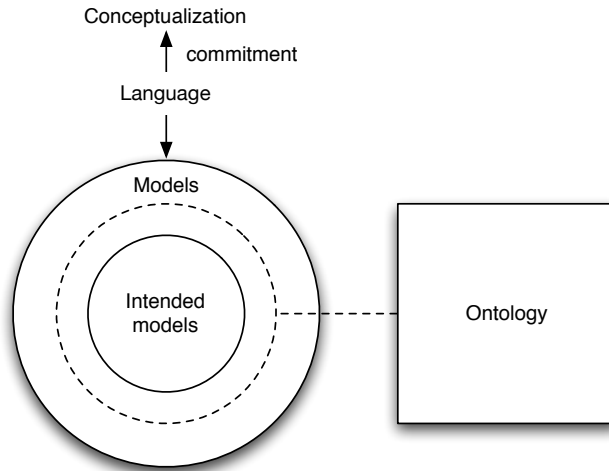 Conceptualization
commitment
Language
Models
Intended
models
Ontology